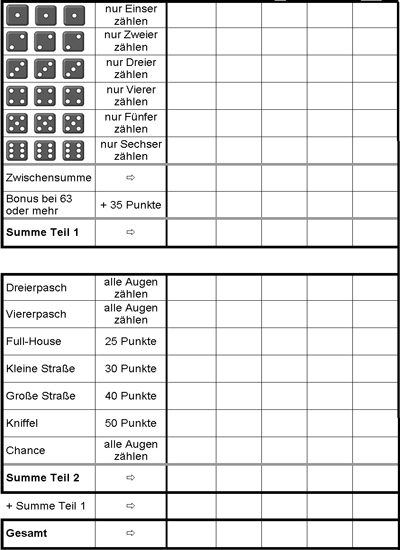 nur Einser
zählen
nur Zweier
zählen
nur Dreier
zählen
nur Vierer
zählen
nur Fünfer
zählen
nur Sechser
zählen
Zwischensumme ⇨
Bonus bei 63
oder mehr
+ 35 Punkte
Summe Teil 1 ⇨
Dreierpasch
alle Augen
zählen
Viererpasch
alle Augen
zählen
Full-House 25 Punkte
Kleine Straße 30 Punkte
Große Straße 40 Punkte
Kniffel 50 Punkte
Chance
alle Augen
zählen
Summe Teil 2 ⇨
+ Summe Teil 1 ⇨
Gesamt ⇨